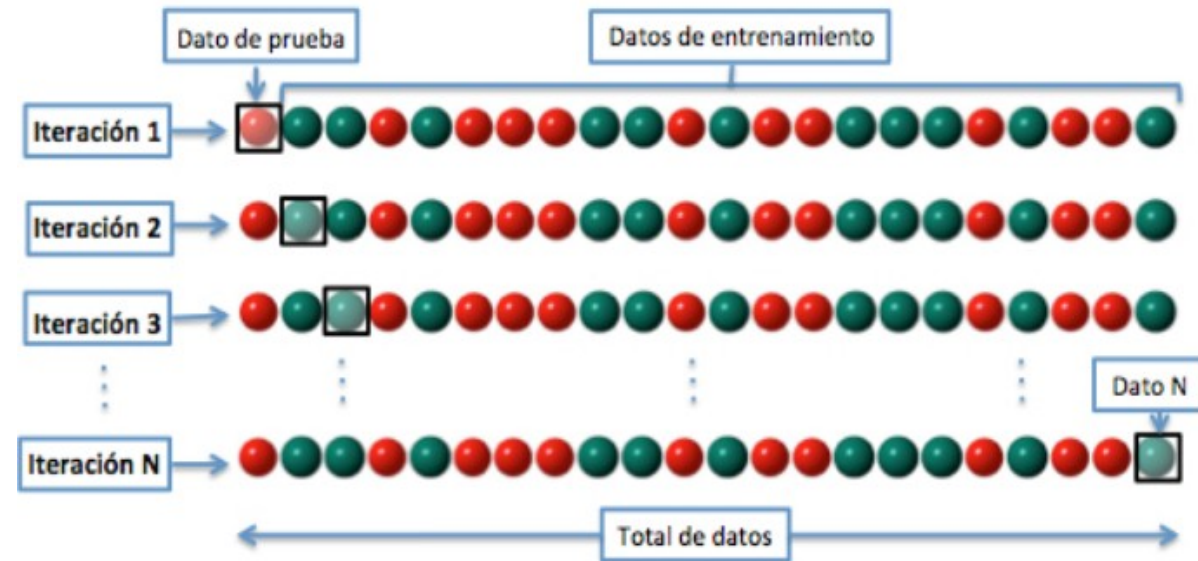 Dato de prueba
Datos de entrenamiento
Iteración 1
Iteración 2
Iteración 3
Dato N
Iteración N
Total de datos